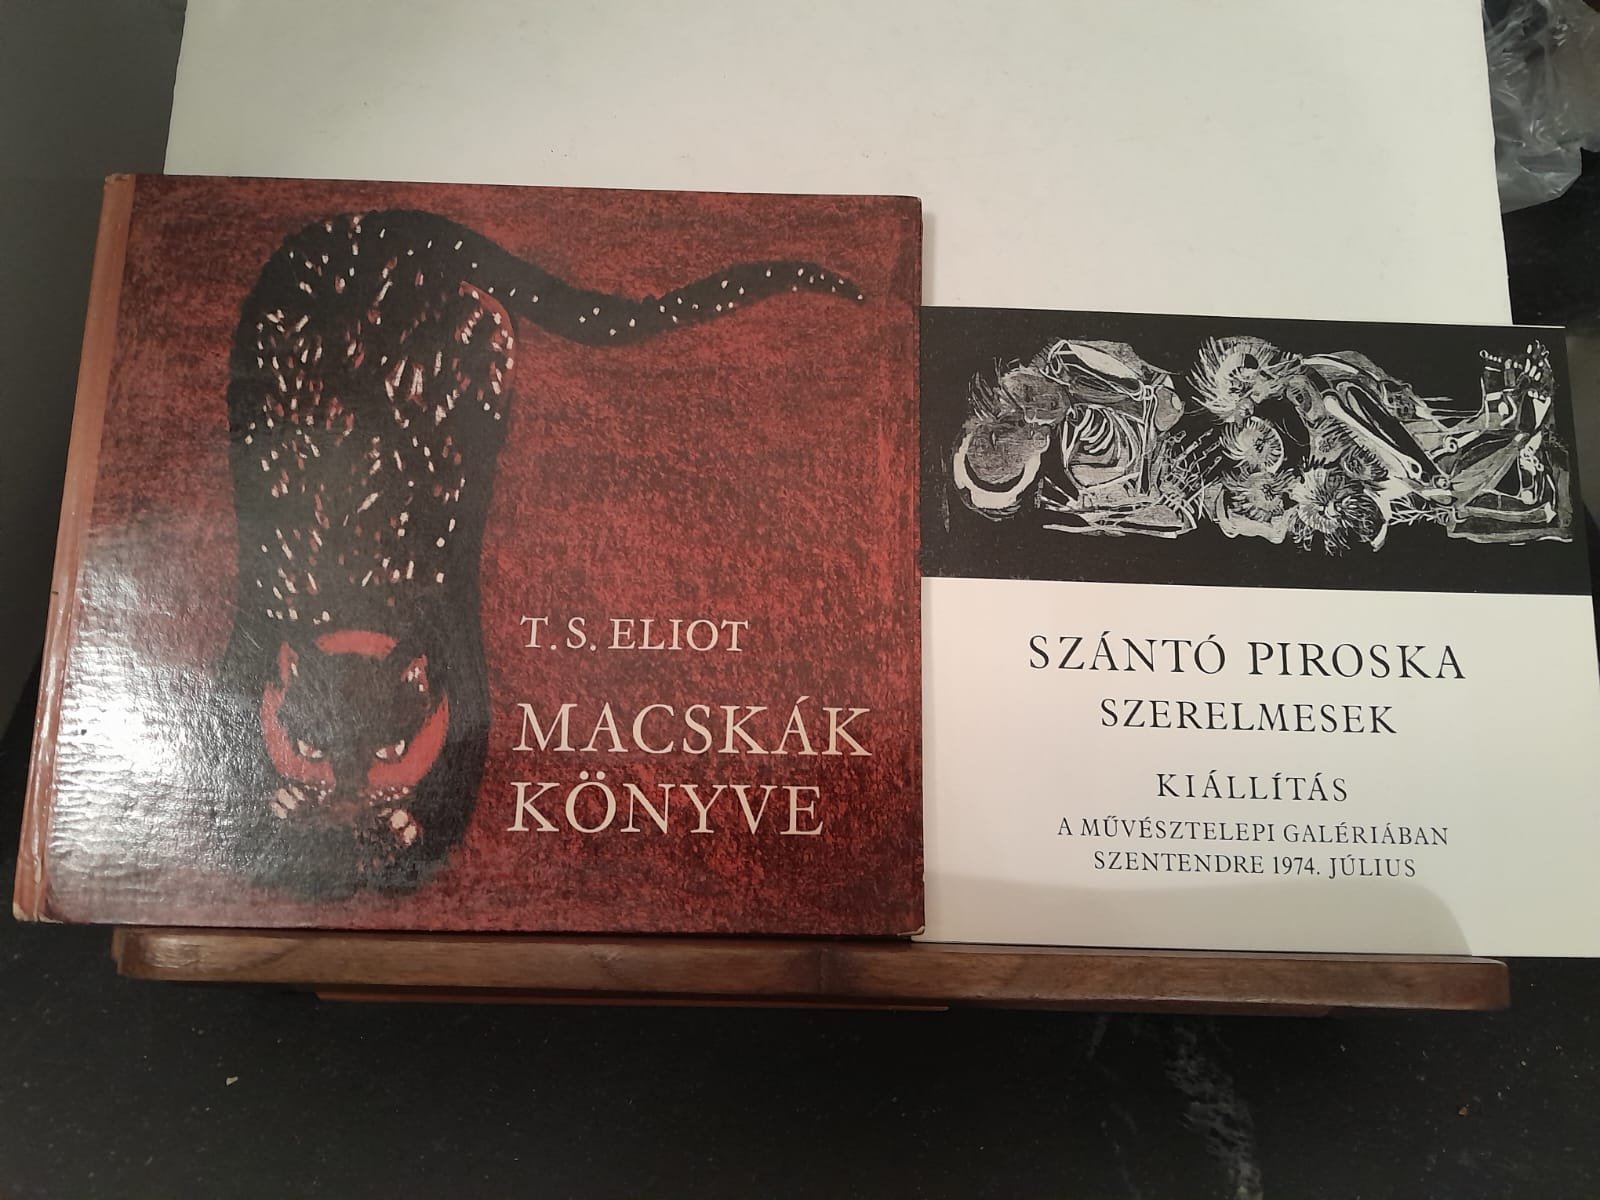 T. S. ELIOT
MACSKÁK
KÖNYVE
SZÁNTÓ PIROSKA
SZERELMESEK
KIÁLLÍTÁS
A MŰVÉSZTELEPI GALÉRIÁBAN
SZENTENDRE 1974. JÚLIUS